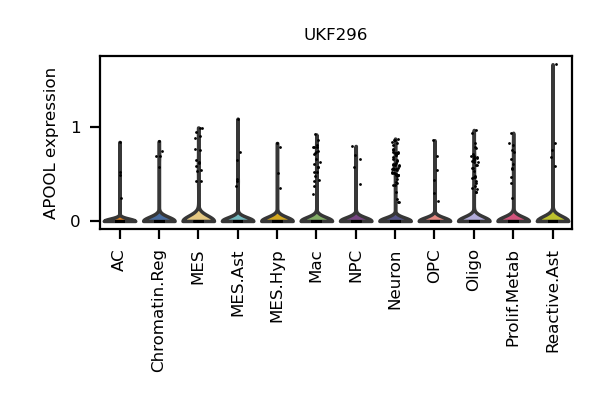 UKF296
APOOL expression
1
0
AC
Chromatin.Reg
MES
MES.Ast
MES.Hyp
Mac
NPC
Neuron
OPC
Oligo
Prolif.Metab
Reactive.Ast